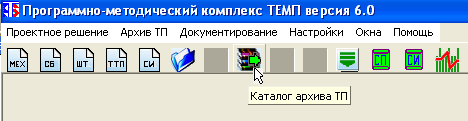 Программно-методический комплекс ТЕМП версия 6.0
Проектное решение Архив ТП Документирование Настройки Окна Помощь
МЕХ СБ ШТ ТТП СИ СП СИ
Каталог архива ТП